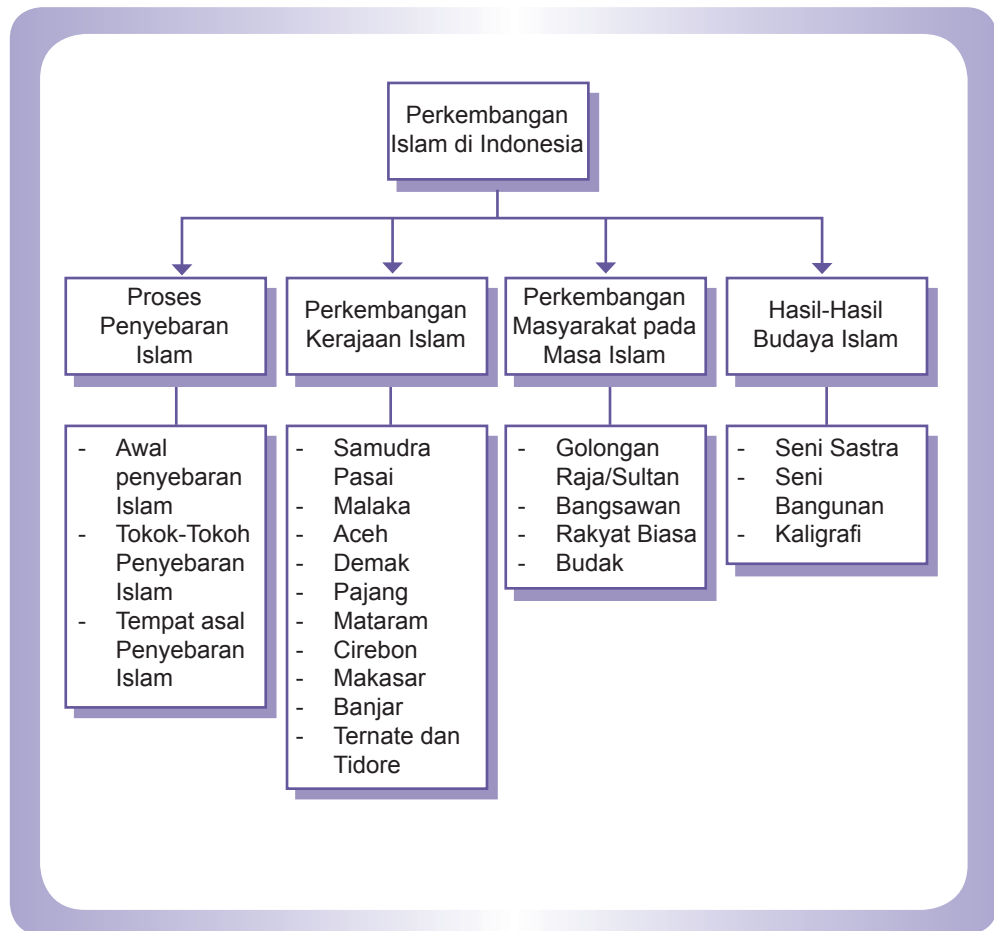 Perkembangan
Islam di Indonesia
Proses
Penyebaran
Islam
Perkembangan
Kerajaan Islam
Perkembangan
Masyarakat pada
Masa Islam
Hasil-Hasil
Budaya Islam
- Awal
penyebaran
Islam
- Tokok-Tokoh
Penyebaran
Islam
- Tempat asal
Penyebaran
Islam
- Samudra
Pasai
- Malaka
- Aceh
- Demak
- Pajang
- Mataram
- Cirebon
- Makasar
- Banjar
- Ternate dan
Tidore
- Golongan
Raja/Sultan
- Bangsawan
- Rakyat Biasa
- Budak
- Seni Sastra
- Seni
Bangunan
- Kaligrafi